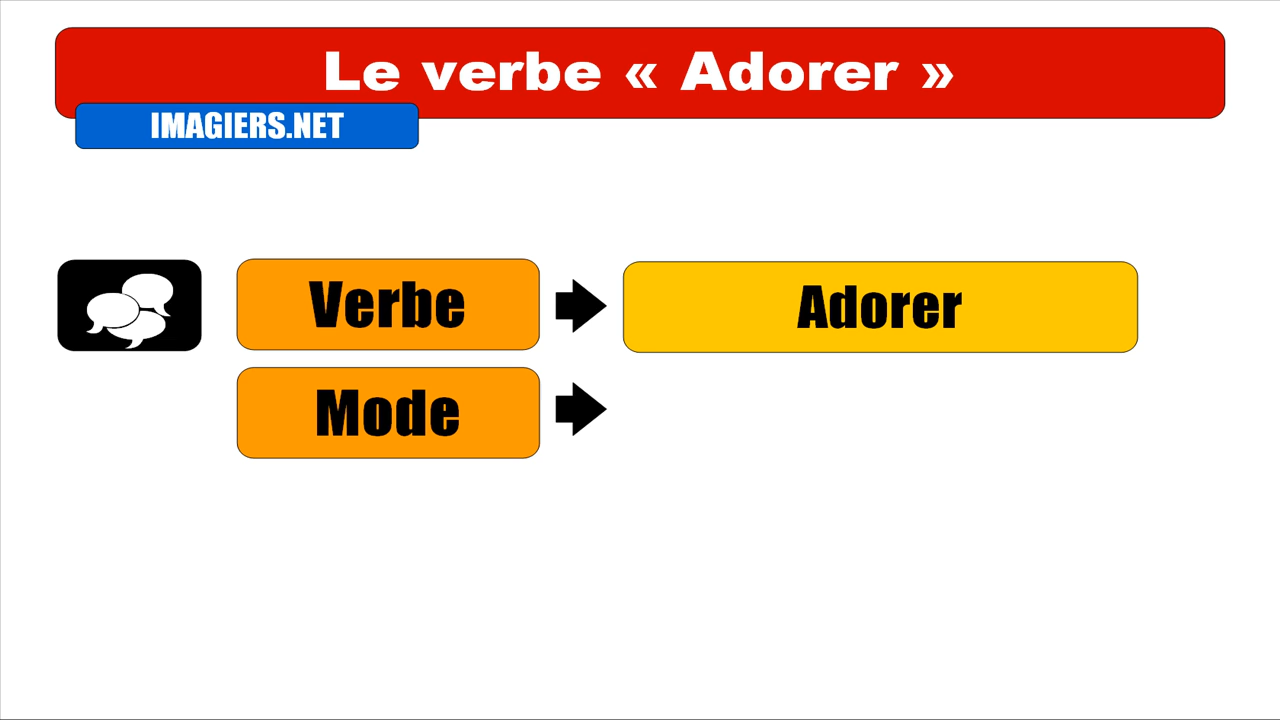 Le verbe « Adorer »
IMAGIERS.NET
Verbe
Adorer
Mode